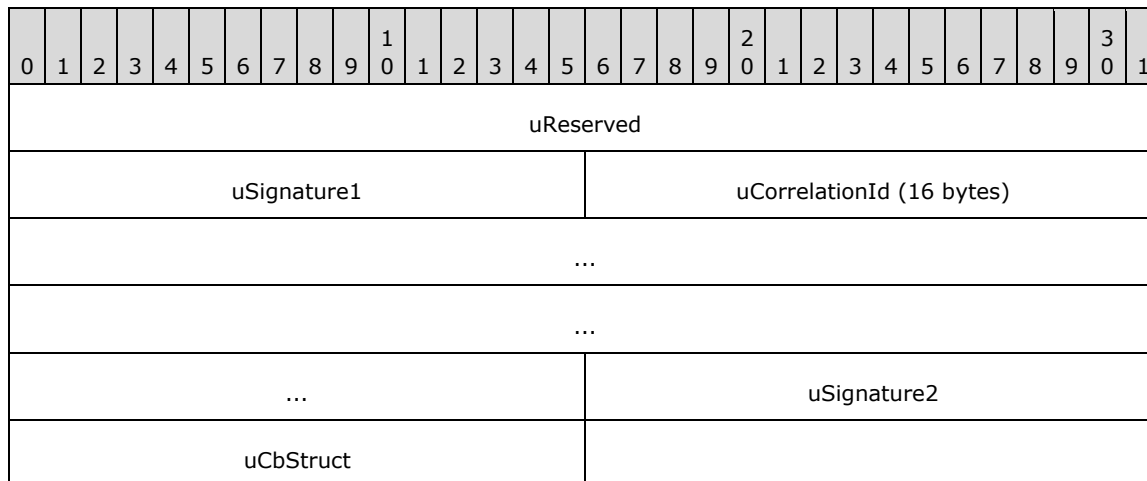 1 2 3
0 1 2 3 4 5 6 7 8 9 0 1 2 3 4 5 6 7 8 9 0 1 2 3 4 5 6 7 8 9 0 1
uReserved
uSignature1 uCorrelationId (16 bytes)
...
...
... uSignature2
uCbStruct